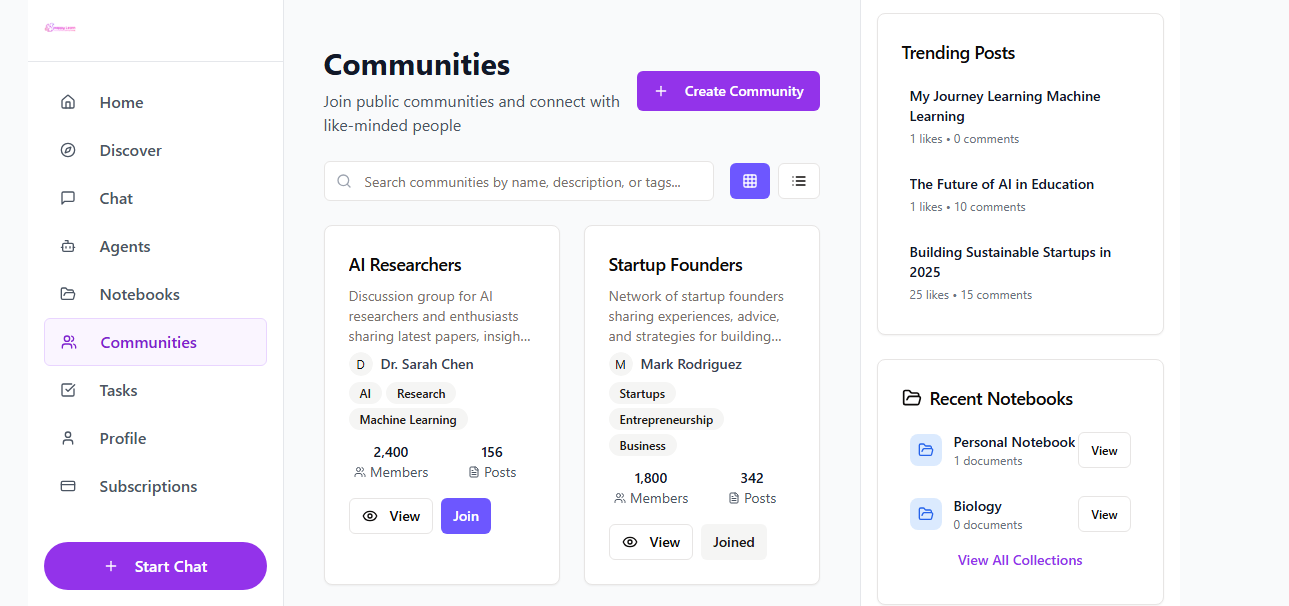 Home
Discover
Chat
Agents
Notebooks
Communities
Tasks
Profile
Subscriptions
Start Chat
Communities
Join public communities and connect with
like-minded people
Create Community
Search communities by name, description, or tags...
AI Researchers
Discussion group for AI
researchers and enthusiasts
sharing latest papers, insigh...
D Dr. Sarah Chen
AI Research
Machine Learning
2,400 156
Members Posts
View Join
Startup Founders
Network of startup founders
sharing experiences, advice,
and strategies for building...
M Mark Rodriguez
Startups
Entrepreneurship
Business
1,800 342
Members Posts
View Joined
Trending Posts
My Journey Learning Machine
Learning
1 likes • 0 comments
The Future of AI in Education
1 likes • 10 comments
Building Sustainable Startups in
2025
25 likes • 15 comments
Recent Notebooks
Personal Notebook View
1 documents
Biology View
0 documents
View All Collections